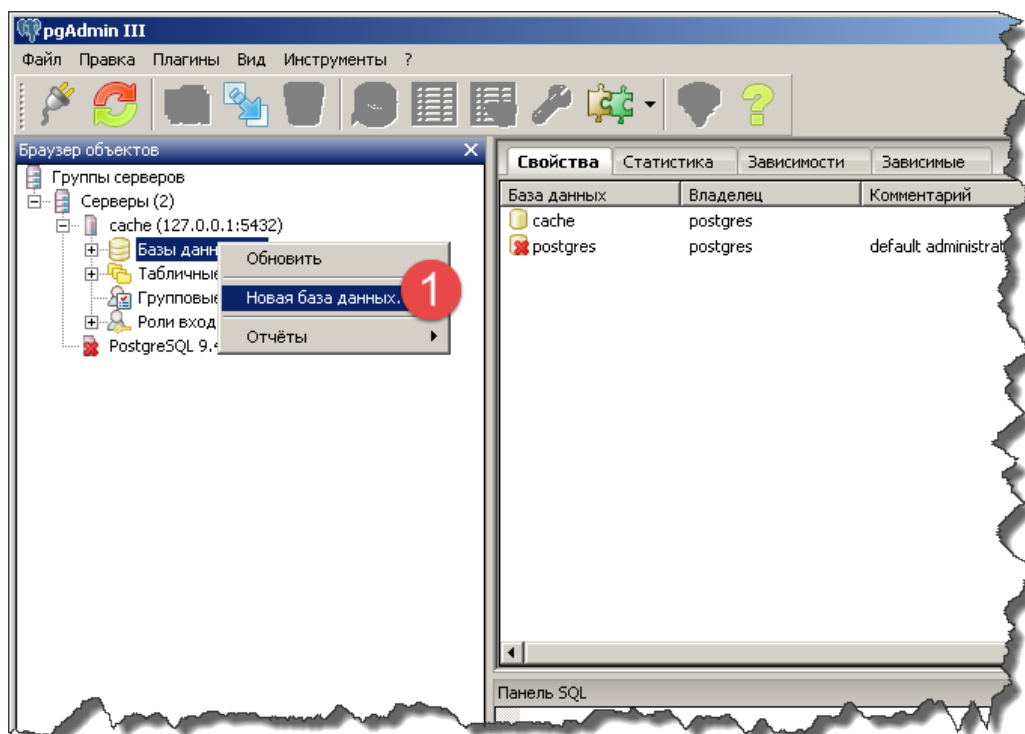 pgAdmin III
Файл Правка Плагины Вид Инструменты ?
Браузер объектов
Группы серверов
Серверы (2)
cache (127.0.0.1:5432)
Базы данн
Табличные
Групповые
Роли вход
PostgreSQL 9.4
Обновить
Новая база данных.
1
Отчёты
Свойства Статистика Зависимости Зависимые
База данных Владелец Комментарий
cache postgres
postgres postgres default administrat
Панель SQL